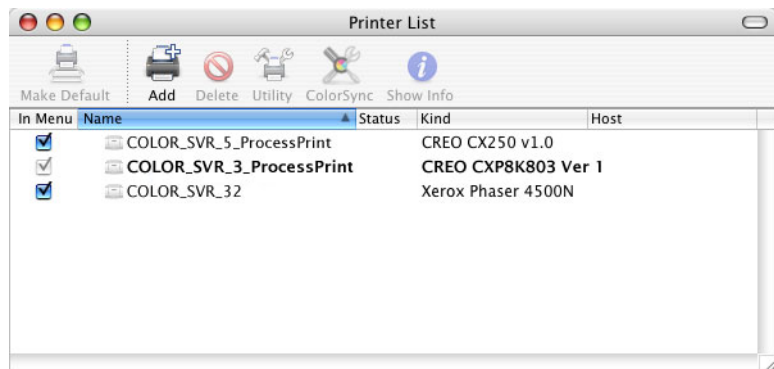 Printer List
Make Default Add Delete Utility ColorSync Show Info
In Menu Name Status Kind Host
COLOR_SVR_5_ProcessPrint CREO CX250 v1.0
COLOR_SVR_3_ProcessPrint CREO CXP8K803 Ver 1
COLOR_SVR_32 Xerox Phaser 4500N